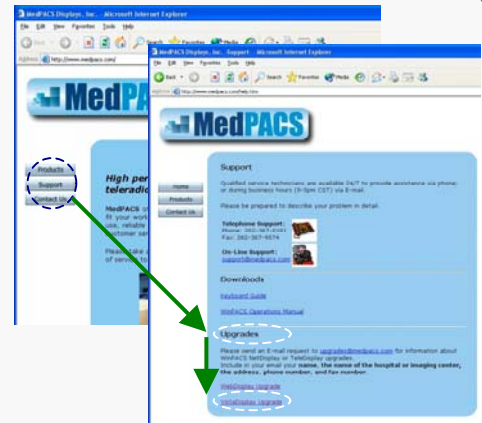 MedPACS Displays, Inc. Microsoft Internet Explorer
File Edit View Favorites Tools Help
http://www.medpacs.com/
MedPA
Products
Support
Contact Us
High per
teleradio
MedPACS
fit your work
use, reliable
customer ser
Please take
of service to
MedPACS Displays, Inc. Support Microsoft Internet Explorer
File Edit View Favorites Tools Help
Back Search Favorites Media
MedPACS
Home
Products
Contact Us
Support
Qualified service technicians are available 24/7 to provide assistance via phone;
or during business hours (9-5pm CST) via E-mail.
Please be prepared to describe your problem in detail.
Telephone Support:
On-Line Support:
support@medpacs.com
Downloads
Keyboard Guide
WinPACS Operations Manual
Upgrades
Please send an E-mail request to upgrades@medpacs.com for information about
WinPACS NetDisplay or TeleDisplay upgrades.
Include in your email your name, the name of the hospital or imaging center,
the address, phone number, and fax number.
WebDisplay Upgrade
Upgrade